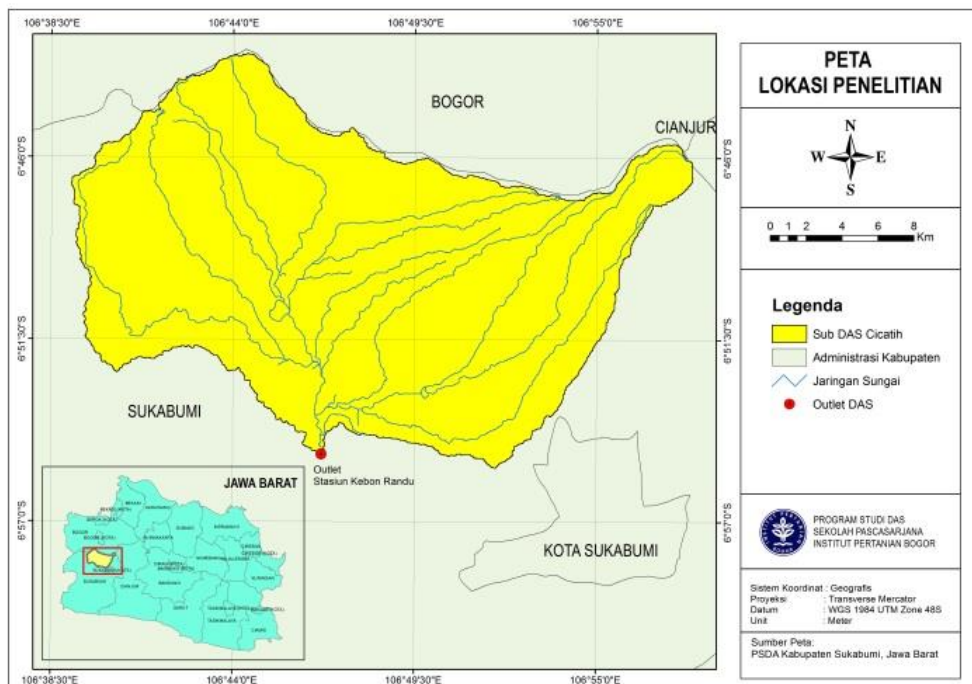 106°38'30"E 106°44'0"E 106°49'30"E 106°55'0"E
BOGOR
CIANJUR
6°46'0"S 6°46'0"S
6°51'30"S 6°51'30"S
SUKABUMI
Outlet
Stasiun Kebon Randu
JAWA BARAT
KOTA SUKABUMI
6°57'0"S 6°57'0"S
106°38'30"E 106°44'0"E 106°49'30"E 106°55'0"E
PETA
LOKASI PENELITIAN
N
W E
S
0 1 2 4 6 8
Km
Legenda
Sub DAS Cicatih
Administrasi Kabupaten
Jaringan Sungai
Outlet DAS
INSTITUT PERTANIAN
BOGOR
PROGRAM STUDI DAS
SEKOLAH PASCASARJANA
INSTITUT PERTANIAN BOGOR
Sistem Koordinat : Geografis
Proyeksi : Transverse Mercator
Datum : WGS 1984 UTM Zone 48S
Unit : Meter
Sumber Peta:
PSDA Kabupaten Sukabumi, Jawa Barat